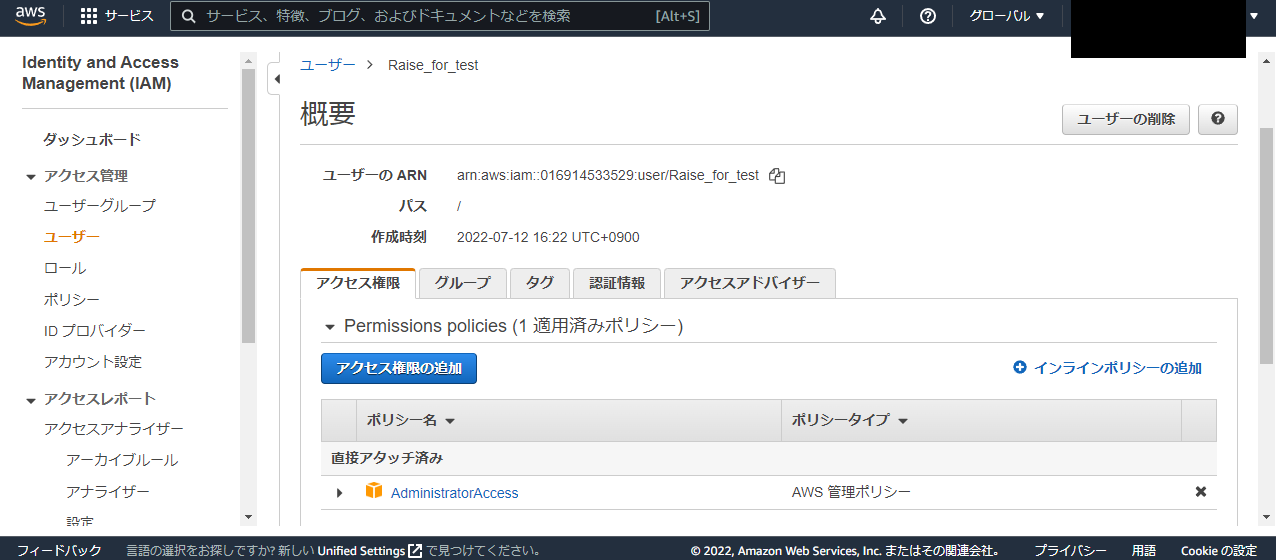 aws
サービス
サービス、特徴、ブログ、およびドキュメントなどを検索 [Alt+S]
グローバル
Identity and Access
Management (IAM)
ダッシュボード
アクセス管理
ユーザーグループ
ユーザー
ロール
ポリシー
ID プロバイダー
アカウント設定
アクセスレポート
アクセスアナライザー
アーカイブルール
アナライザー
設定
ユーザー > Raise_for_test
概要
ユーザーの削除
ユーザーの ARN arn:aws:iam::016914533529:user/Raise_for_test
パス /
作成時刻 2022-07-12 16:22 UTC+0900
アクセス権限 グループ タグ 認証情報 アクセスアドバイザー
Permissions policies (1 適用済みポリシー)
アクセス権限の追加
インラインポリシーの追加
ポリシー名 ポリシータイプ
直接アタッチ済み
AdministratorAccess AWS 管理ポリシー
フィードバック 言語の選択をお探しですか? 新しい Unified Settings で見つけてください。 © 2022, Amazon Web Services, Inc. またはその関連会社。 プライバシー 用語 Cookie の設定